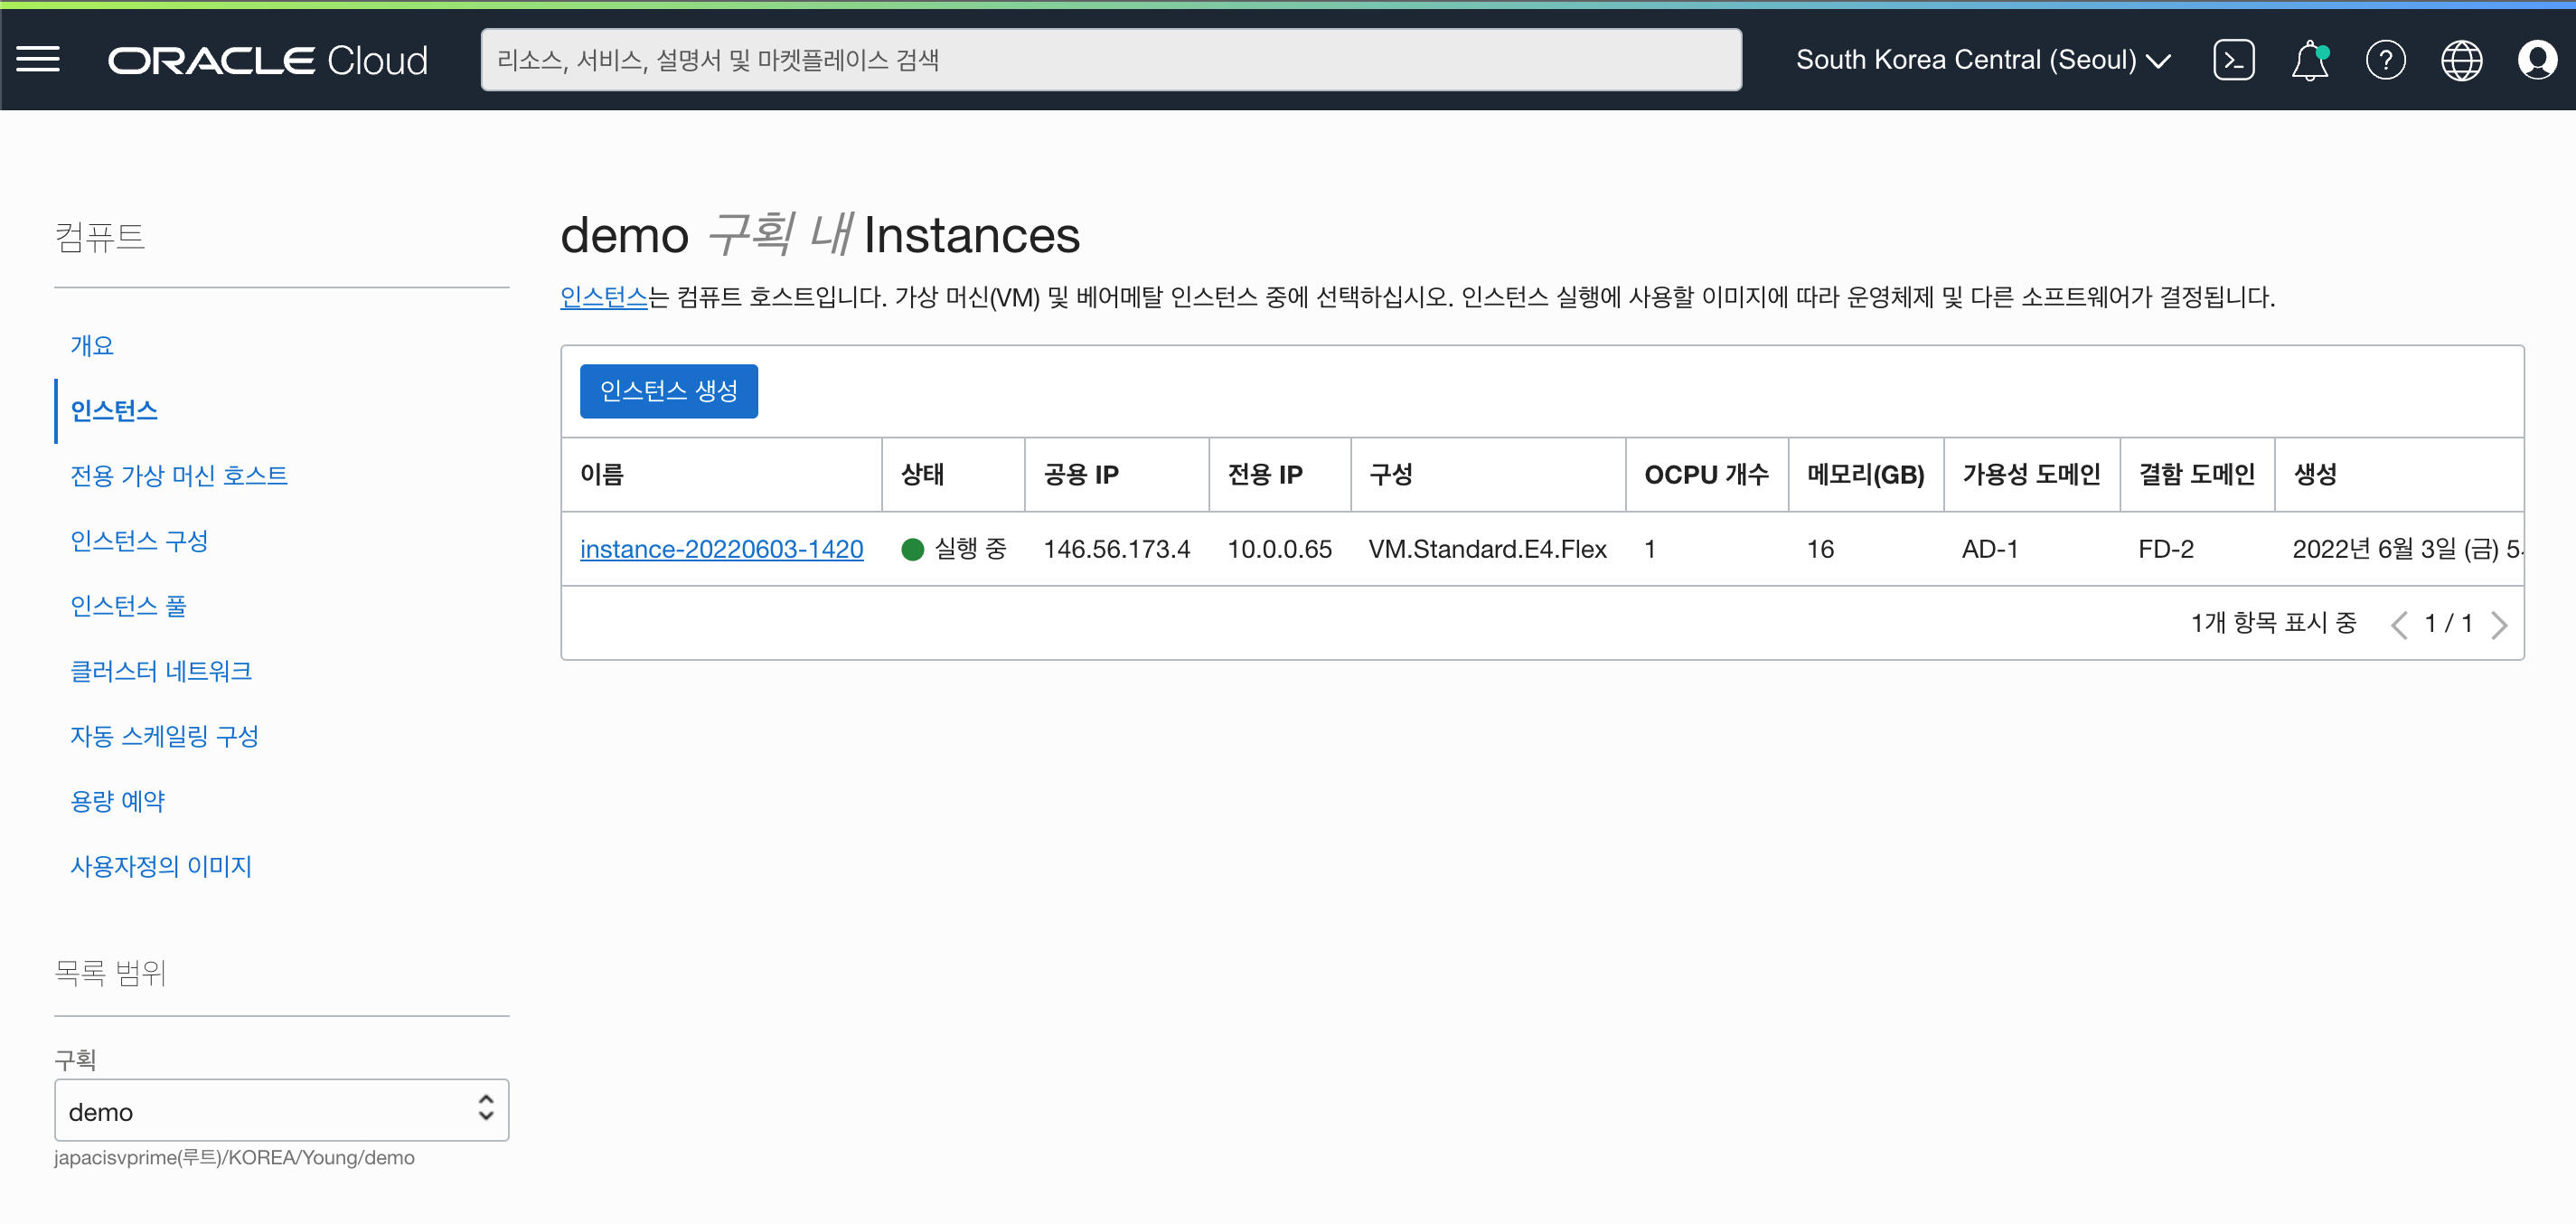 ORACLE Cloud
리소스, 서비스, 설명서 및 마켓플레이스 검색
South Korea Central (Seoul)
컴퓨트
개요
인스턴스
전용 가상 머신 호스트
인스턴스 구성
인스턴스 풀
클러스터 네트워크
자동 스케일링 구성
용량 예약
사용자정의 이미지
목록 범위
구획
demo
japacisvprime(루트)/KOREA/Young/demo
demo 구획 내 Instances
인스턴스는 컴퓨트 호스트입니다. 가상 머신(VM) 및 베어메탈 인스턴스 중에 선택하십시오. 인스턴스 실행에 사용할 이미지에 따라 운영체제 및 다른 소프트웨어가 결정됩니다.
인스턴스 생성
이름 상태 공용 IP 전용 IP 구성 OCPU 개수 메모리(GB) 가용성 도메인 결함 도메인 생성
instance-20220603-1420 실행 중 146.56.173.4 10.0.0.65 VM.Standard.E4.Flex 1 16 AD-1 FD-2 2022년 6월 3일 (금) 5
1개 항목 표시 중 1 / 1